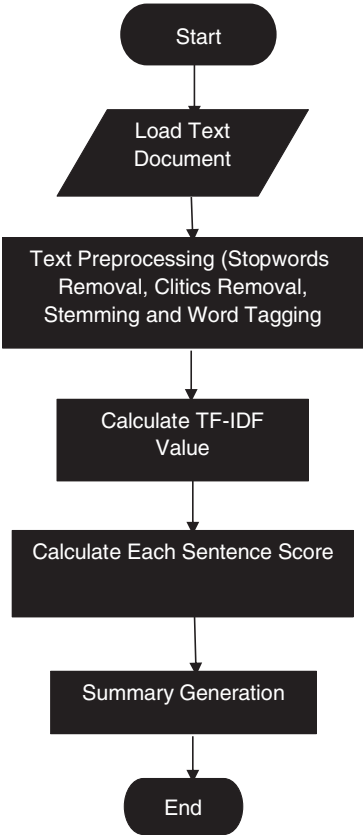 Start
Load Text
Document
Text Preprocessing (Stopwords
Removal, Clitics Removal,
Stemming and Word Tagging
Calculate TF-IDF
Value
Calculate Each Sentence Score
Summary Generation
End